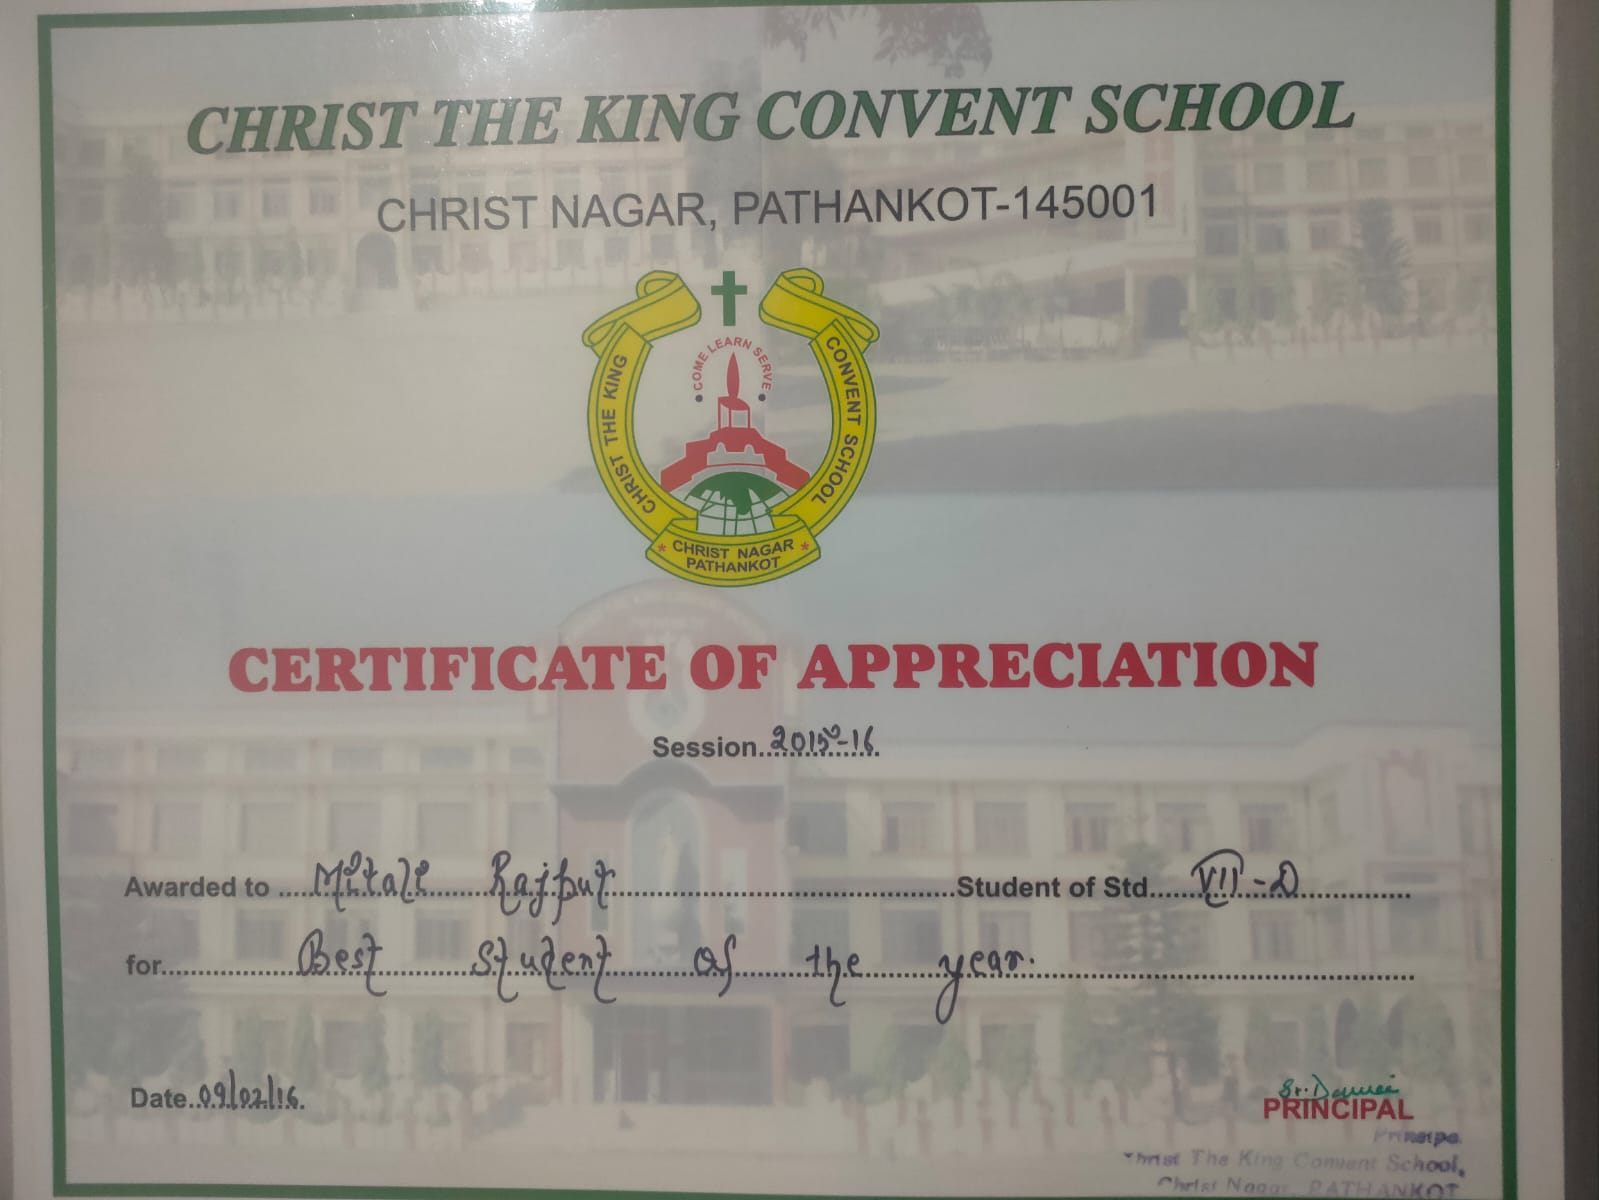 CHRIST THE KING CONVENT SCHOOL
CHRIST NAGAR, PATHANKOT-145001
COME LEARN SERVE
CHRIST THE KING CONVENT SCHOOL
* CHRIST NAGAR *
PATHANKOT
CERTIFICATE OF APPRECIATION
Session..2015-16.
Awarded to ....Mitali Rajput....Student of Std....VII-D....
for....Best student of the year.
Date..09/02/16.
Sr.
PRINCIPAL
Principa
Christ The King Convent School,
Christ Nagar, PATHANKOT